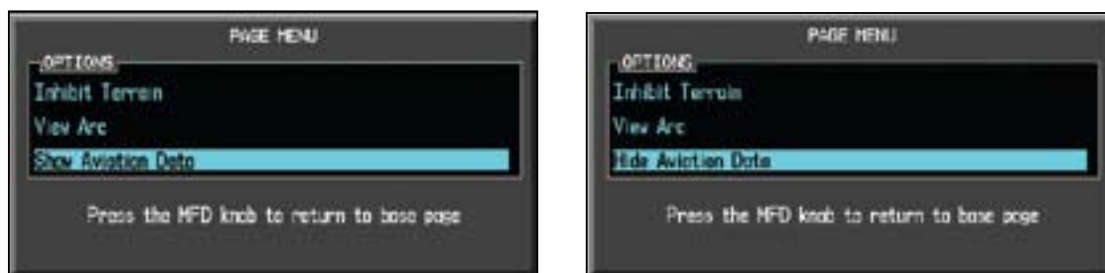 PAGE MENU
OPTIONS
Inhibit Terrain
View Arc
Show Aviation Data
Press the MFD knob to return to base page
PAGE MENU
OPTIONS
Inhibit Terrain
View Arc
Hide Aviation Data
Press the MFD knob to return to base page